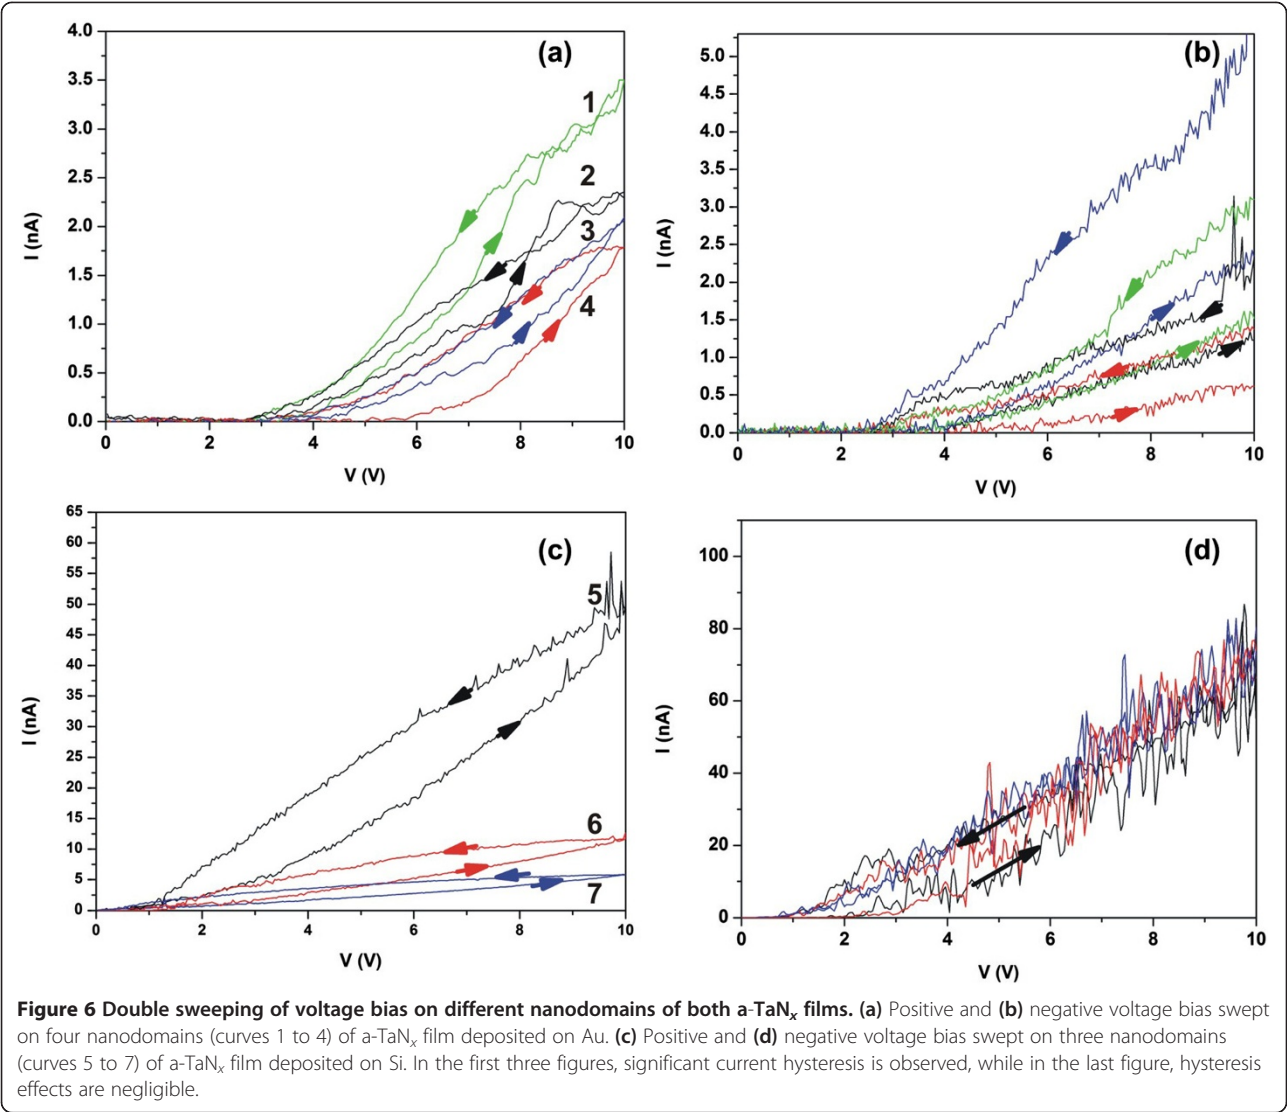 4.0
3.5
3.0
2.5
2.0
1.5
1.0
0.5
0.0
I (nA)
0 2 4 6 8 10
V (V)
(a)
1
2
3
4
5.0
4.5
4.0
3.5
3.0
2.5
2.0
1.5
1.0
0.5
0.0
I (nA)
0 2 4 6 8 10
V (V)
(b)
65
60
55
50
45
40
35
30
25
20
15
10
5
0
I (nA)
0 2 4 6 8 10
V (V)
(c)
5
6
7
100
80
60
40
20
0
I (nA)
0 2 4 6 8 10
V (V)
(d)
Figure 6 Double sweeping of voltage bias on different nanodomains of both a-TaNx films. (a) Positive and (b) negative voltage bias swept
on four nanodomains (curves 1 to 4) of a-TaNx film deposited on Au. (c) Positive and (d) negative voltage bias swept on three nanodomains
(curves 5 to 7) of a-TaNx film deposited on Si. In the first three figures, significant current hysteresis is observed, while in the last figure, hysteresis
effects are negligible.